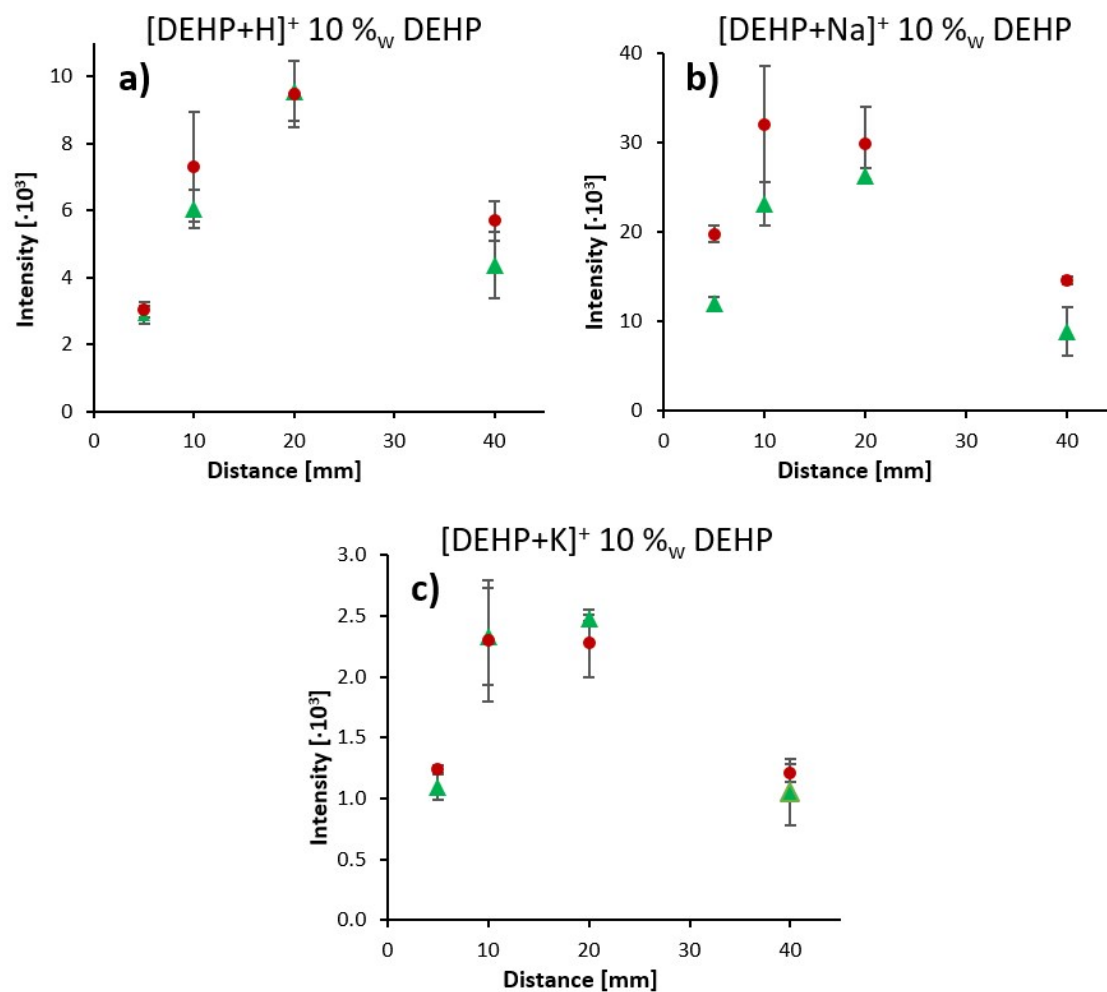 [DEHP+H]⁺ 10 %w DEHP
a)
Intensity [·10³]
10
8
6
4
2
0
0 10 20 30 40
Distance [mm]
[DEHP+Na]⁺ 10 %w DEHP
b)
Intensity [·10³]
40
30
20
10
0
0 10 20 30 40
Distance [mm]
[DEHP+K]⁺ 10 %w DEHP
c)
Intensity [·10³]
3.0
2.5
2.0
1.5
1.0
0.5
0.0
0 10 20 30 40
Distance [mm]